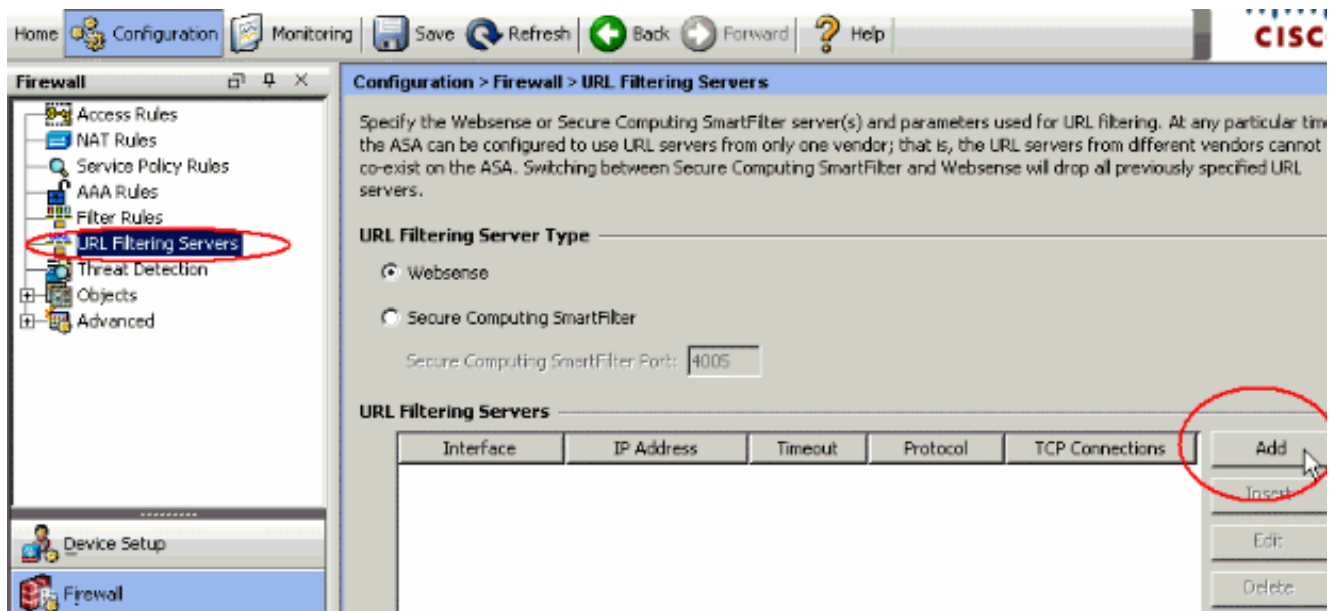 Home Configuration Monitoring Save Refresh Back Forward Help
CISC
Firewall
Access Rules
NAT Rules
Service Policy Rules
AAA Rules
Filter Rules
URL Filtering Servers
Threat Detection
Objects
Advanced
Device Setup
Firewall
Configuration > Firewall > URL Filtering Servers
Specify the Websense or Secure Computing SmartFilter server(s) and parameters used for URL filtering. At any particular time
the ASA can be configured to use URL servers from only one vendor; that is, the URL servers from different vendors cannot
co-exist on the ASA. Switching between Secure Computing SmartFilter and Websense will drop all previously specified URL
servers.
URL Filtering Server Type
Websense
Secure Computing SmartFilter
Secure Computing SmartFilter Port: 4005
URL Filtering Servers
Interface IP Address Timeout Protocol TCP Connections
Add
Insert
Edit
Delete